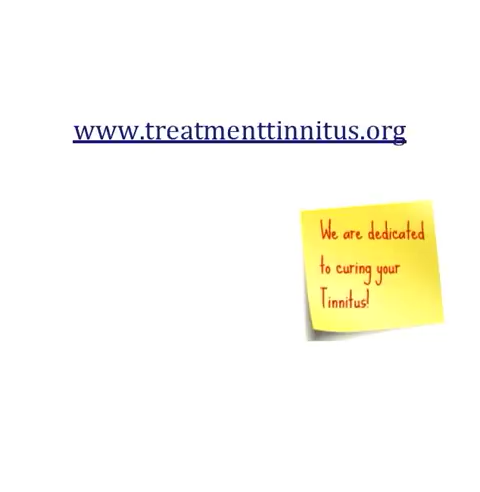 www.treatmenttinnitus.org
We are dedicated
to curing your
Tinnitus!